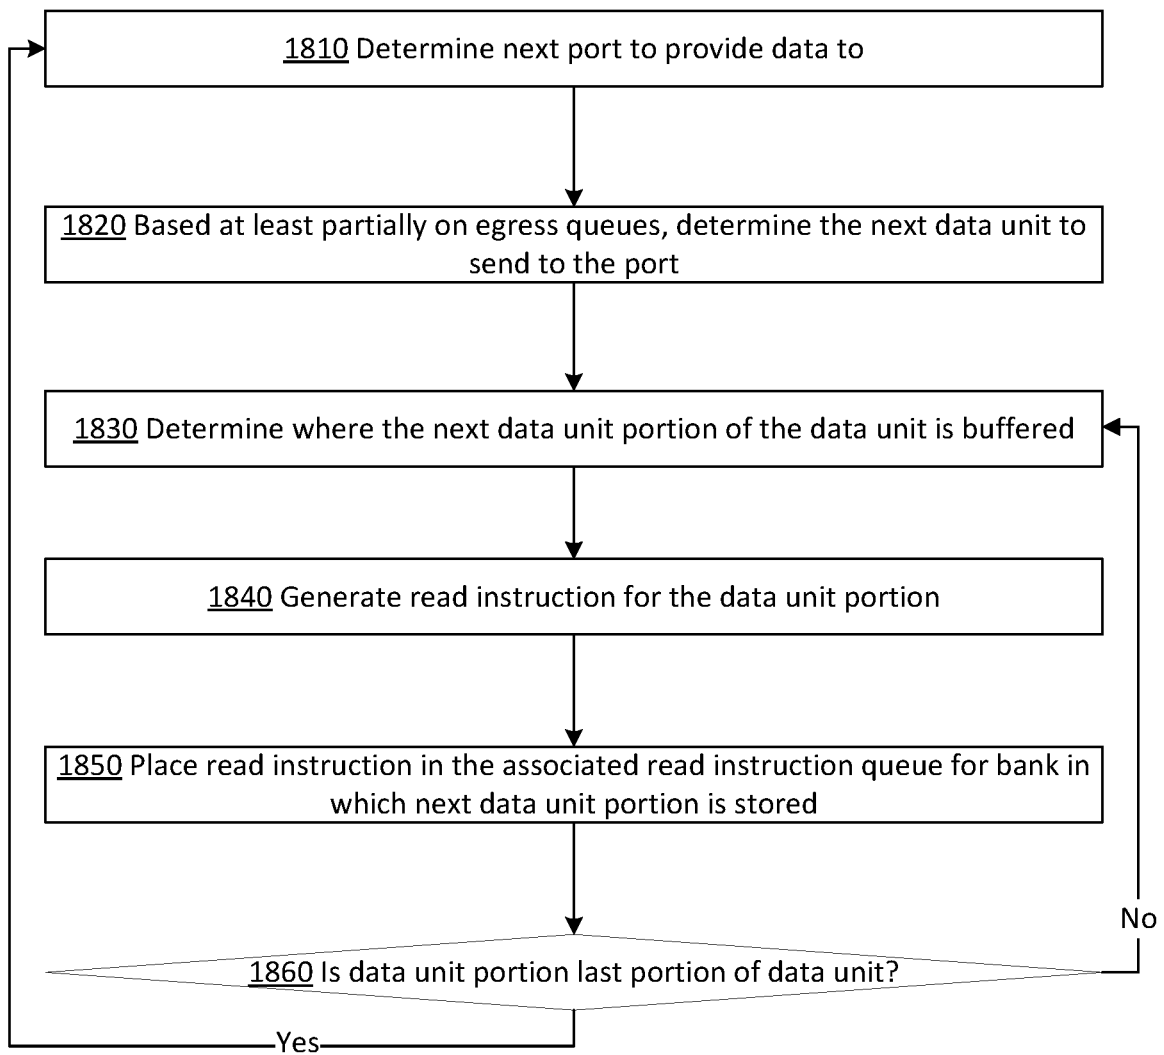 1810 Determine next port to provide data to
1820 Based at least partially on egress queues, determine the next data unit to
send to the port
1830 Determine where the next data unit portion of the data unit is buffered
1840 Generate read instruction for the data unit portion
1850 Place read instruction in the associated read instruction queue for bank in
which next data unit portion is stored
No
1860 Is data unit portion last portion of data unit?
Yes